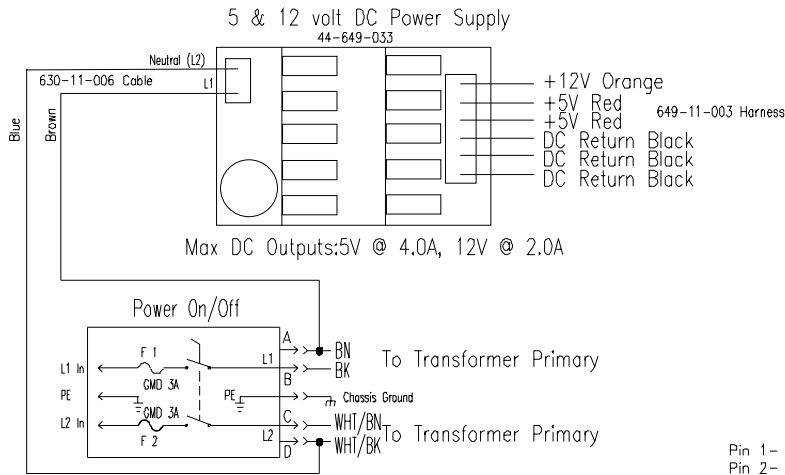 5 & 12 volt DC Power Supply
44-649-033
Neutral (L2)
630-11-006 Cable
L1
Blue
Brown
+12V Orange
+5V Red
+5V Red
649-11-003 Harness
DC Return Black
DC Return Black
DC Return Black
Max DC Outputs:5V @ 4.0A, 12V @ 2.0A
Power On/Off
A
BN
F 1
L1
To Transformer Primary
L1 In
BK
B
GMD 3A
PE
PE
Chassis Ground
GMD 3A
C
WHT/BN
L2 In
To Transformer Primary
L2
F 2
WHT/BK
D
Pin 1-
Pin 2-